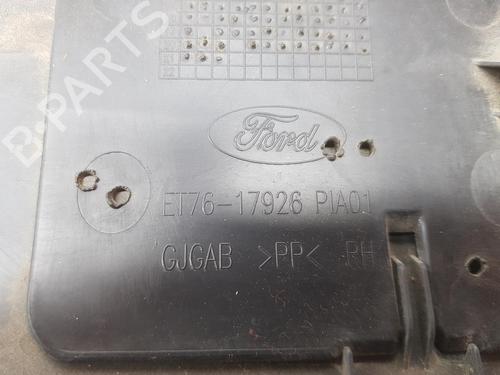 B-PARTS
Ford
ET76-17926 PIA01
GJGAB >PP< RH